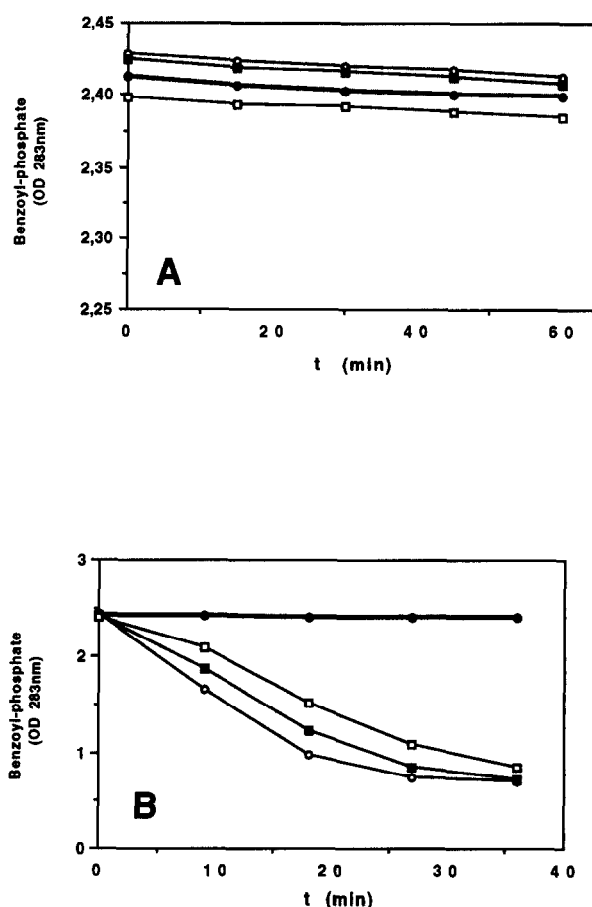 2,45
2,40
2,35
2,30
2,25
Benzoyl-phosphate
(OD 283nm)
A
0 20 40 60
t (min)
3
2
1
0
Benzoyl-phosphate
(OD 283nm)
B
0 10 20 30 40
t (min)